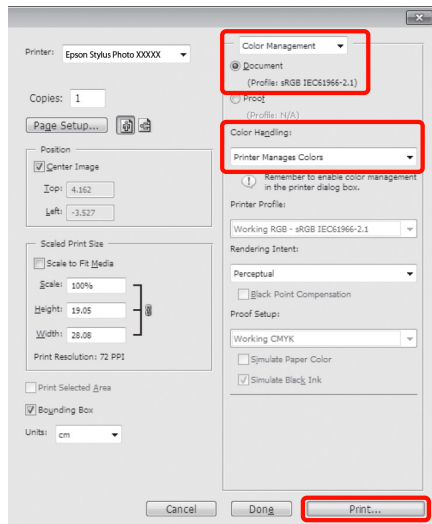 Printer: Epson Stylus Photo XXXXX
Copies: 1
Page Setup...
Position
Center Image
Top: 4.162
Left: -3.527
Scaled Print Size
Scale to Fit Media
Scale: 100%
Height: 19.05
Width: 28.08
Print Resolution: 72 PPI
Print Selected Area
Bounding Box
Units: cm
Color Management
Document
(Profile: sRGB IEC61966-2.1)
Proof
(Profile: N/A)
Color Handling:
Printer Manages Colors
Remember to enable color management
in the printer dialog box.
Printer Profile:
Working RGB - sRGB IEC61966-2.1
Rendering Intent:
Perceptual
Black Point Compensation
Proof Setup:
Working CMYK
Simulate Paper Color
Simulate Black Ink
Cancel
Done
Print...